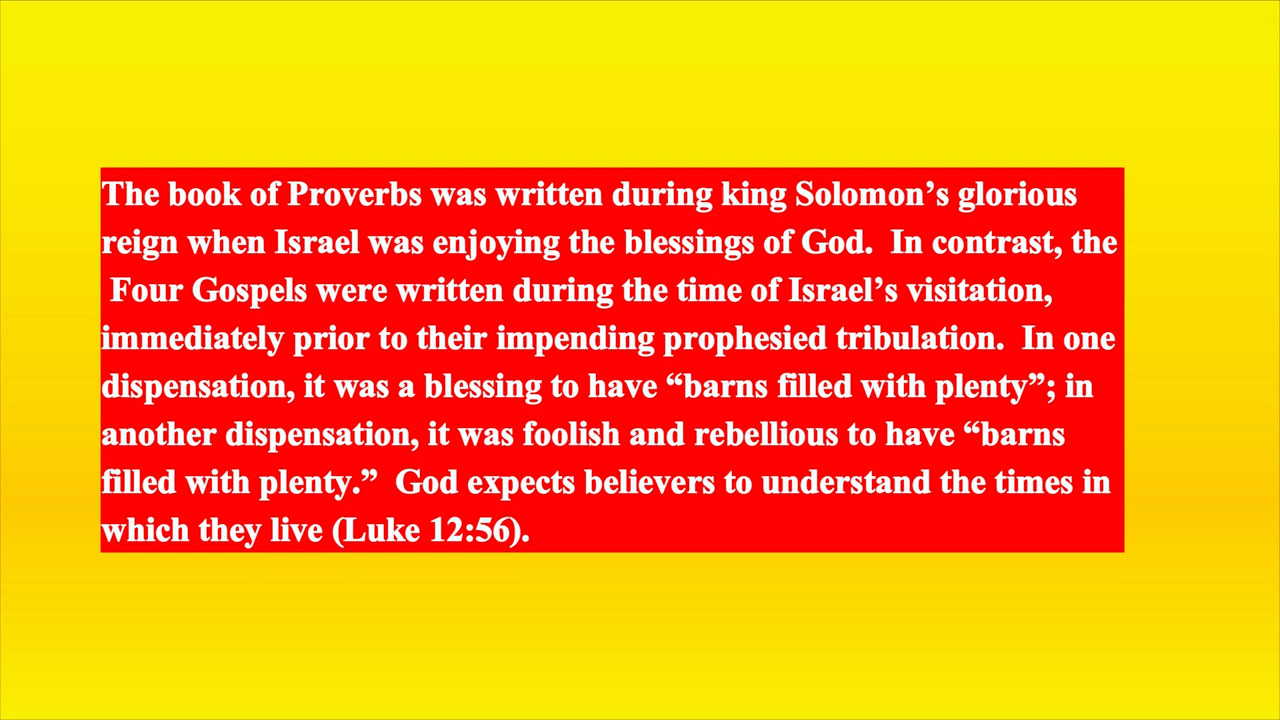 The book of Proverbs was written during king Solomon’s glorious
reign when Israel was enjoying the blessings of God.  In contrast, the
Four Gospels were written during the time of Israel’s visitation,
immediately prior to their impending prophesied tribulation.  In one
dispensation, it was a blessing to have “barns filled with plenty”; in
another dispensation, it was foolish and rebellious to have “barns
filled with plenty.”  God expects believers to understand the times in
which they live (Luke 12:56).